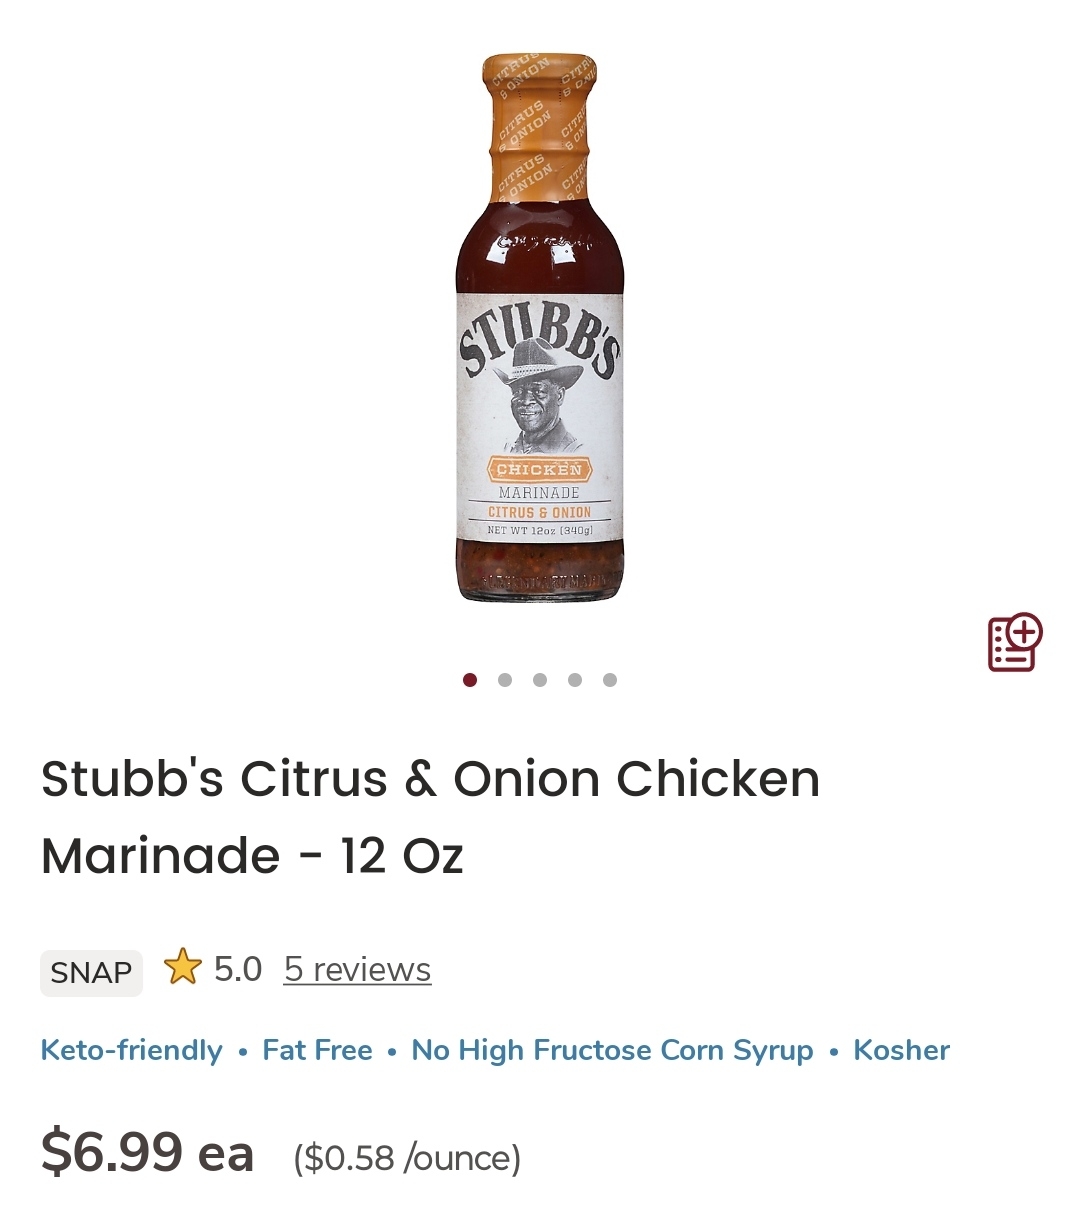 CITRUS & ONION
CITRUS & ONION
CITRUS & ONION
STUBB'S
CHICKEN
MARINADE
CITRUS & ONION
NET WT 12oz (340g)
Stubb's Citrus & Onion Chicken
Marinade - 12 Oz
SNAP 5.0 5 reviews
Keto-friendly • Fat Free • No High Fructose Corn Syrup • Kosher
$6.99 ea ($0.58 /ounce)